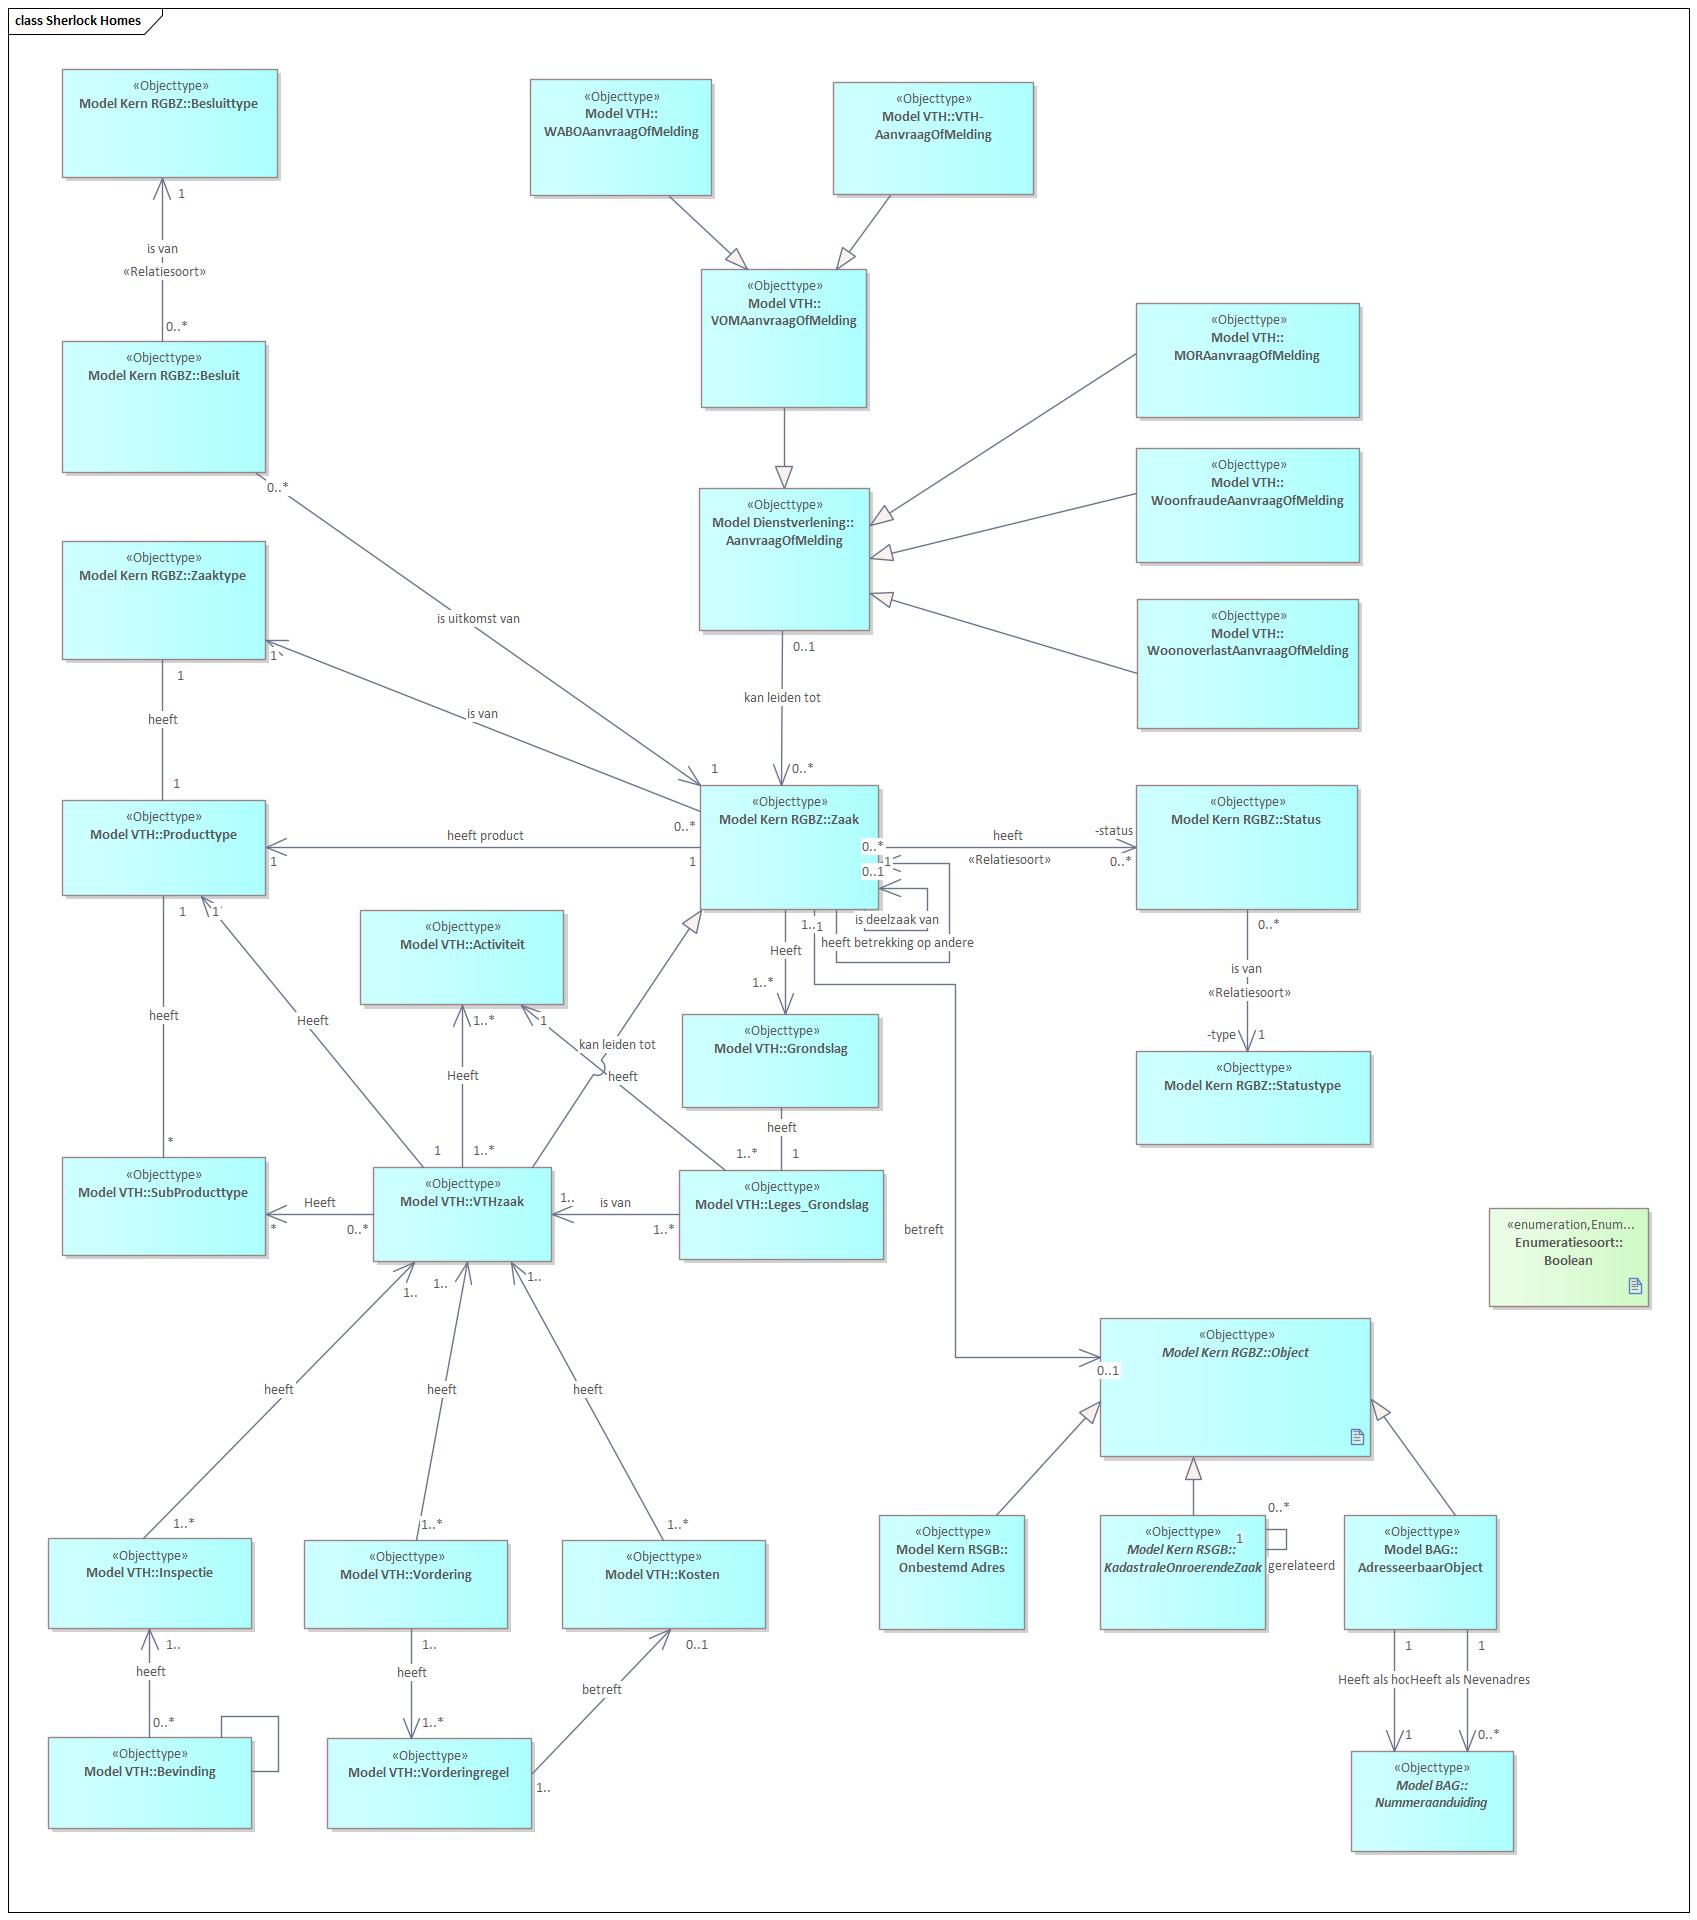 class Sherlock Homes
«Objecttype»
Model Kern RGBZ::Besluittype
«Objecttype»
Model VTH::
WABOAanvraagOfMelding
«Objecttype»
Model VTH::VTH-
AanvraagOfMelding
1
is van
«Relatiesoort»
0..*
«Objecttype»
Model VTH::
VOMAanvraagOfMelding
«Objecttype»
Model VTH::
MORAanvraagOfMelding
«Objecttype»
Model Kern RGBZ::Besluit
0..*
«Objecttype»
Model VTH::
WoonfraudeAanvraagOfMelding
«Objecttype»
Model Dienstverlening::
AanvraagOfMelding
«Objecttype»
Model Kern RGBZ::Zaaktype
«Objecttype»
Model VTH::
WoonoverlastAanvraagOfMelding
is uitkomst van
0..1
1
1
heeft
is van
kan leiden tot
1
1
0..*
«Objecttype»
Model VTH::Producttype
«Objecttype»
Model Kern RGBZ::Zaak
«Objecttype»
Model Kern RGBZ::Status
0..*
heeft product
1
1
0..*
1
0..1
heeft
«Relatiesoort»
-status
0..*
is deelzaak van
heeft betrekking op andere
1..
1
1
1
«Objecttype»
Model VTH::Activiteit
Heeft
1..*
0..*
is van
«Relatiesoort»
-type
1
heeft
Heeft
1..*
1
kan leiden tot
heeft
Heeft
«Objecttype»
Model VTH::Grondslag
«Objecttype»
Model Kern RGBZ::Statustype
heeft
*
1
1..*
1..*
1
«Objecttype»
Model VTH::SubProducttype
«Objecttype»
Model VTH::VTHzaak
«Objecttype»
Model VTH::Leges_Grondslag
Heeft
*
0..*
1..
is van
1..*
betreft
«enumeration,Enum...
Enumeratiesoort::
Boolean
1..
1..
1..
«Objecttype»
Model Kern RGBZ::Object
0..1
heeft
heeft
heeft
1..*
1..*
1..*
«Objecttype»
Model VTH::Inspectie
«Objecttype»
Model VTH::Vordering
«Objecttype»
Model VTH::Kosten
«Objecttype»
Model Kern RSGB::
Onbestemd Adres
«Objecttype»
Model Kern RSGB::
KadastraleOnroerendeZaak
0..*
1
gerelateerd
«Objecttype»
Model BAG::
AdresseerbaarObject
1..
heeft
0..*
1..
heeft
1..*
0..1
betreft
1..
1
1
Heeft als hoo
Heeft als Nevenadres
1
0..*
«Objecttype»
Model VTH::Bevinding
«Objecttype»
Model VTH::Vorderingregel
«Objecttype»
Model BAG::
Nummeraanduiding